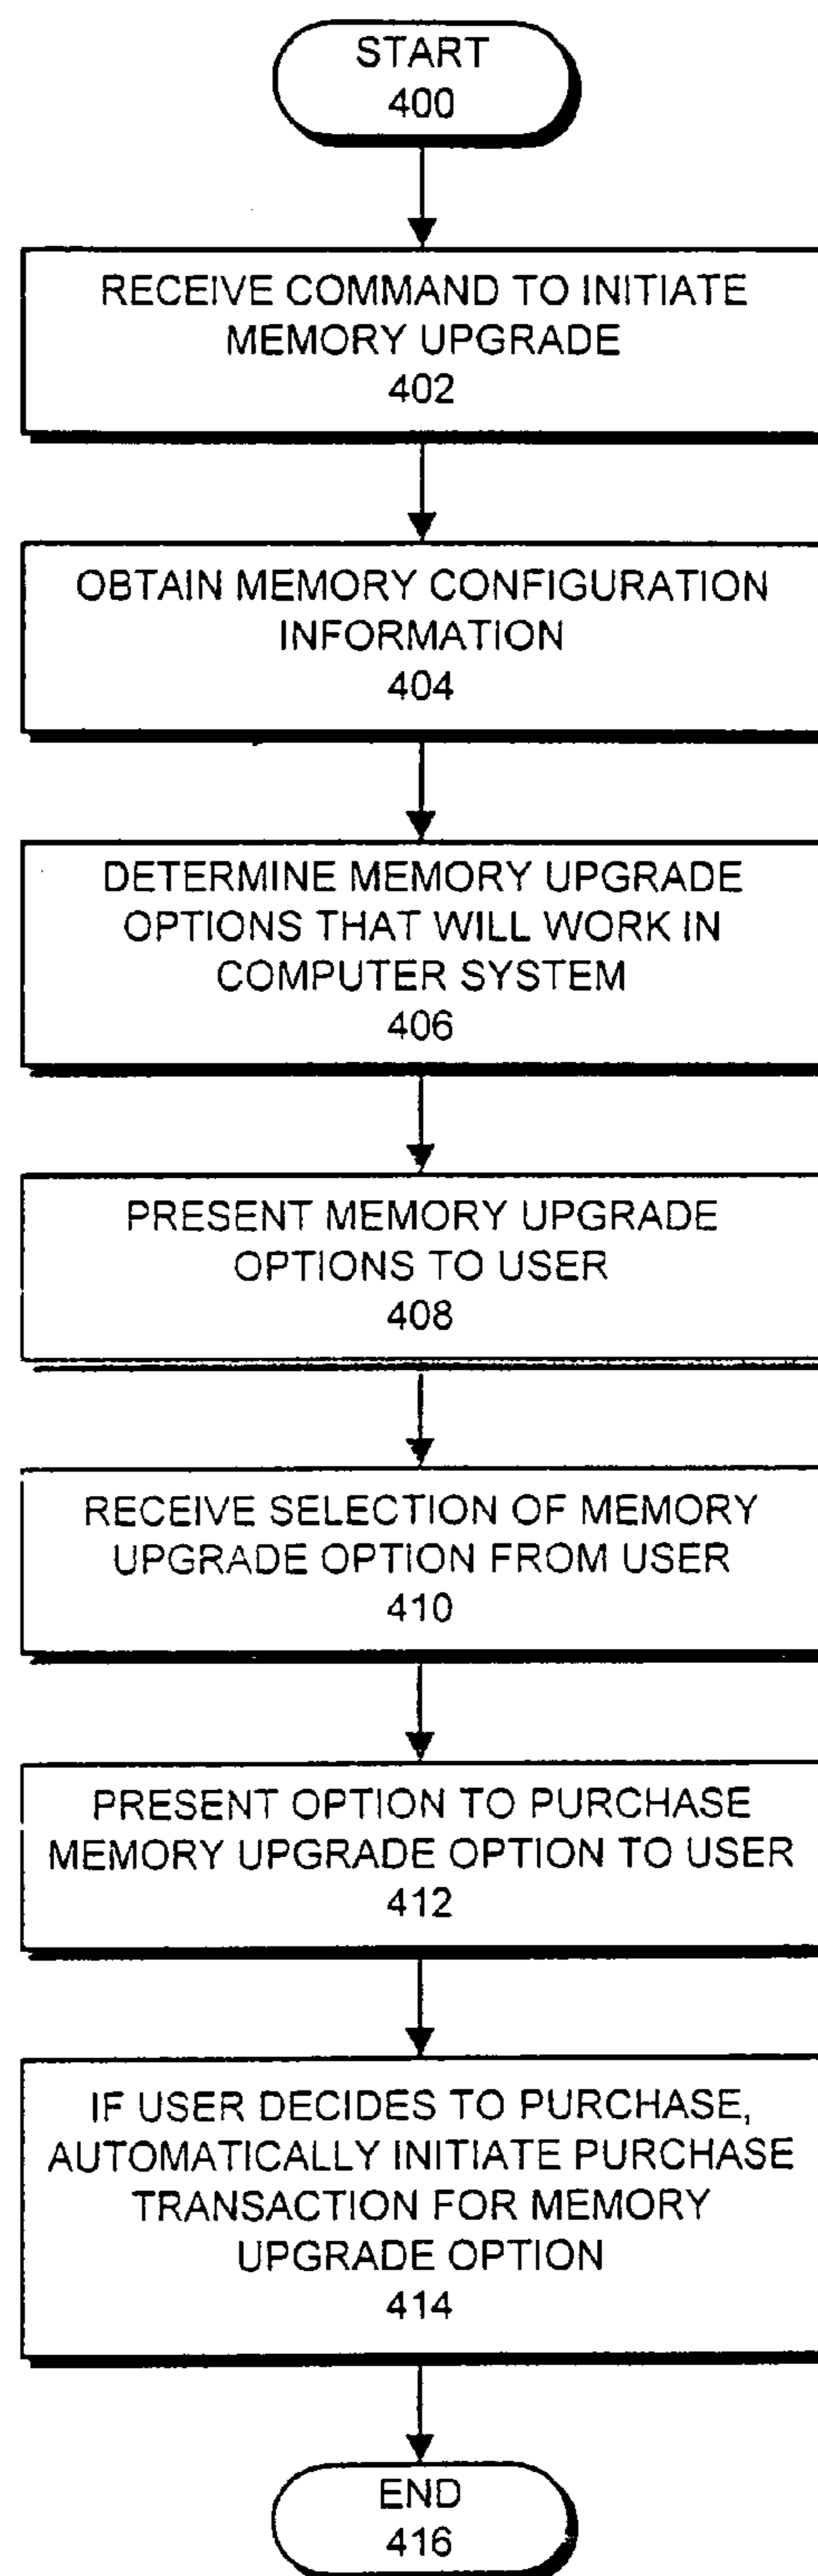 START
400
RECEIVE COMMAND TO INITIATE
MEMORY UPGRADE
402
OBTAIN MEMORY CONFIGURATION
INFORMATION
404
DETERMINE MEMORY UPGRADE
OPTIONS THAT WILL WORK IN
COMPUTER SYSTEM
406
PRESENT MEMORY UPGRADE
OPTIONS TO USER
408
RECEIVE SELECTION OF MEMORY
UPGRADE OPTION FROM USER
410
PRESENT OPTION TO PURCHASE
MEMORY UPGRADE OPTION TO USER
412
IF USER DECIDES TO PURCHASE,
AUTOMATICALLY INITIATE PURCHASE
TRANSACTION FOR MEMORY
UPGRADE OPTION
414
END
416